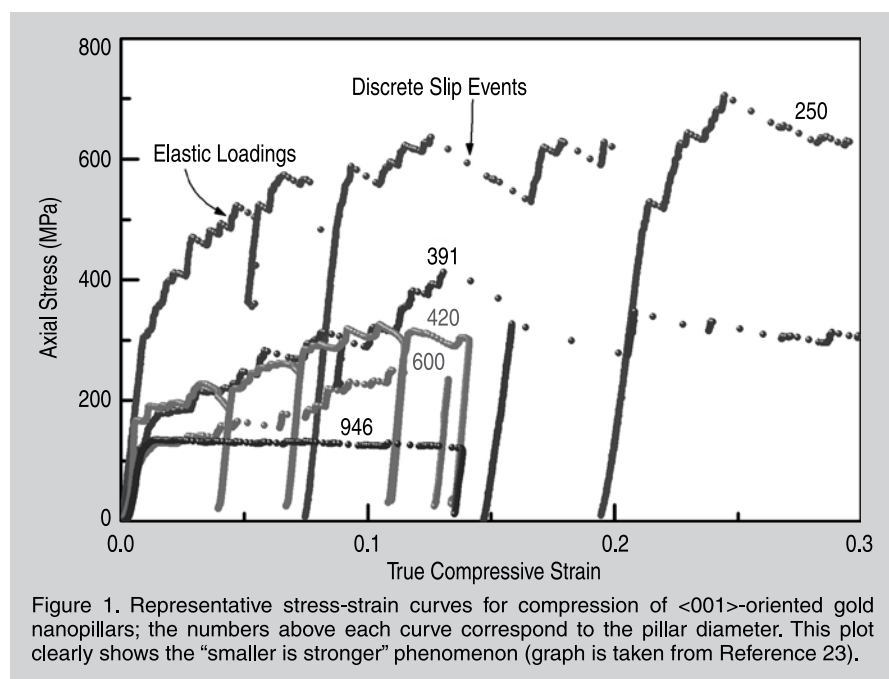 800
600
400
200
0
Axial Stress (MPa)
Discrete Slip Events
Elastic Loadings
250
391
420
600
946
0.0
0.1
0.2
0.3
True Compressive Strain
Figure 1. Representative stress-strain curves for compression of <001>-oriented gold
nanopillars; the numbers above each curve correspond to the pillar diameter. This plot
clearly shows the “smaller is stronger” phenomenon (graph is taken from Reference 23).